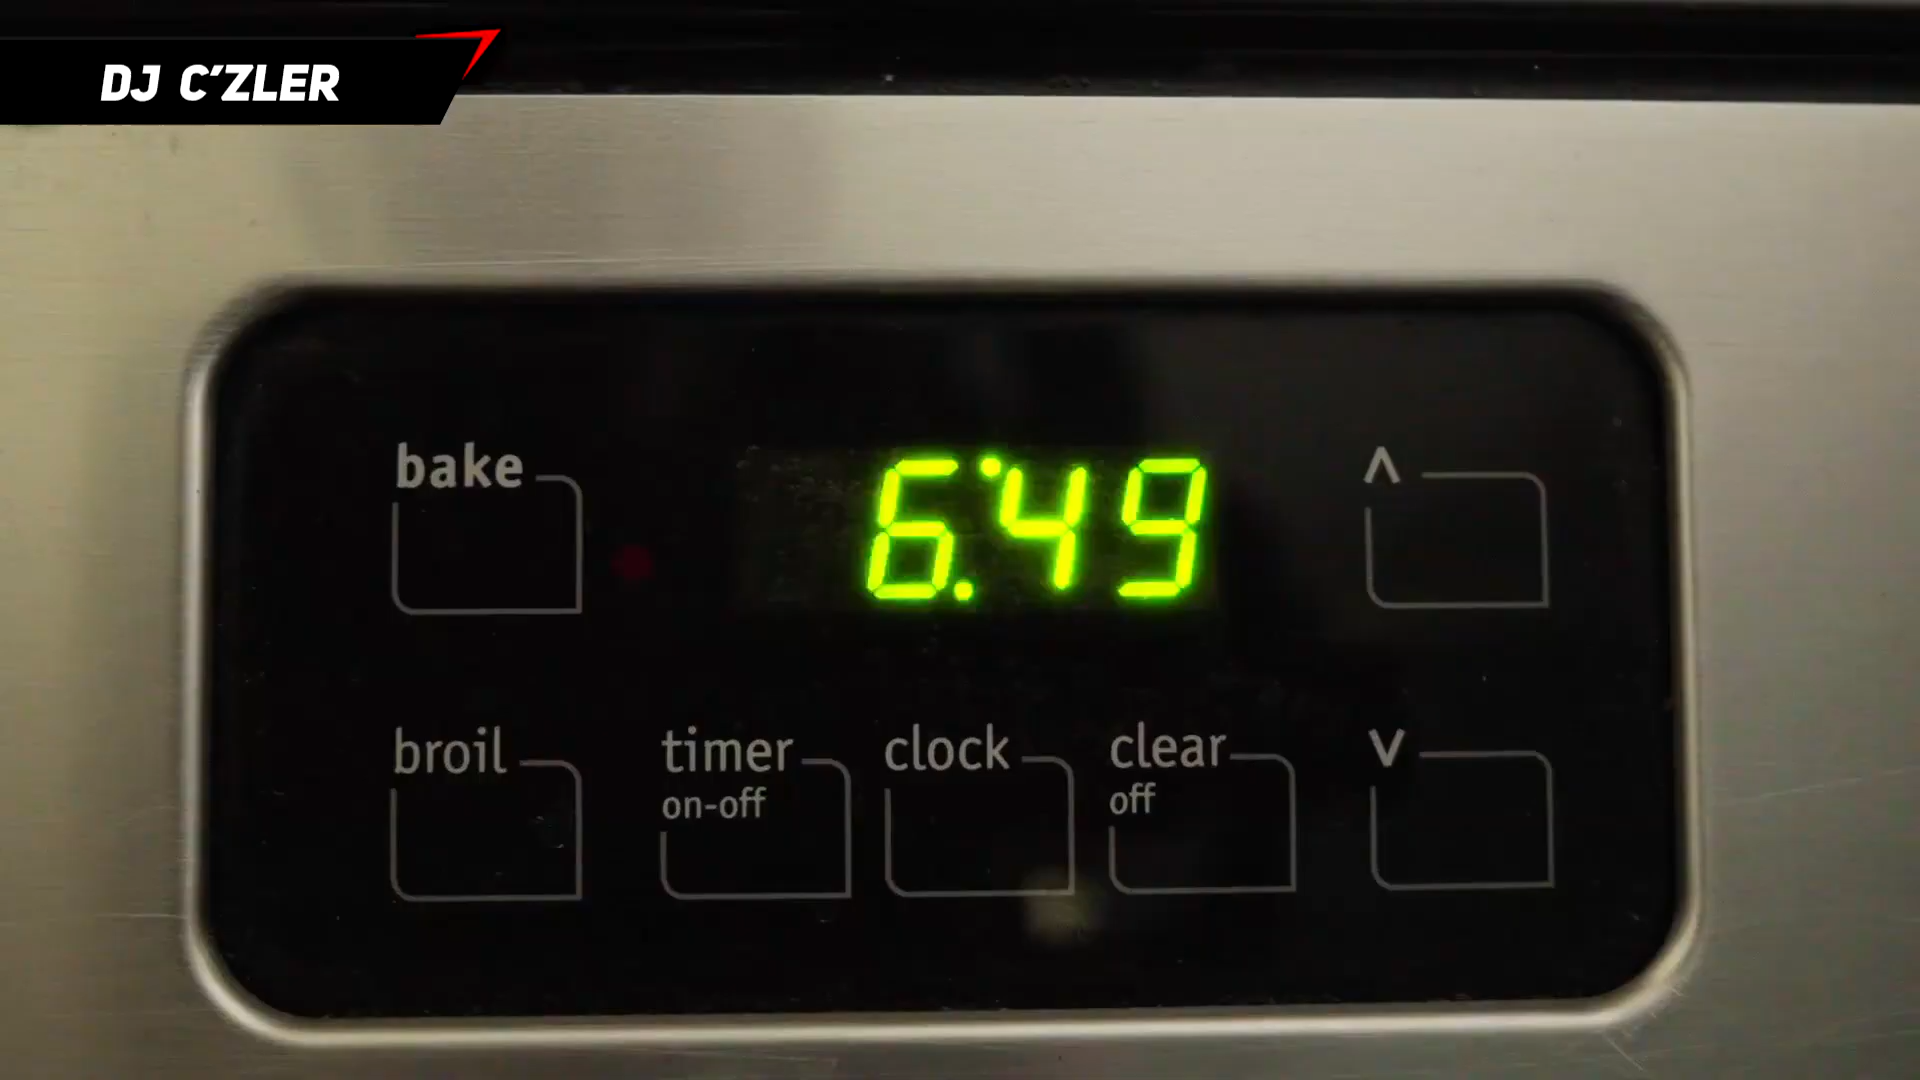 DJ C'ZLER
bake
6:49
^
broil
timer
on-off
clock
clear
off
v